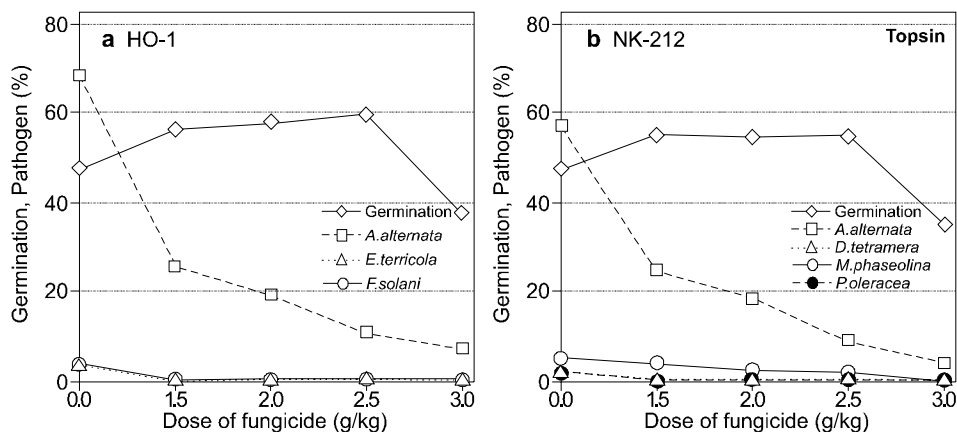 a HO-1
Germination, Pathogen (%)
80
60
40
20
0
Germination
A.alternata
E.terricola
F.solani
0.0 1.5 2.0 2.5 3.0
Dose of fungicide (g/kg)
b NK-212
Topsin
Germination, Pathogen (%)
80
60
40
20
0
Germination
A.alternata
D.tetramera
M.phaseolina
P.oleracea
0.0 1.5 2.0 2.5 3.0
Dose of fungicide (g/kg)